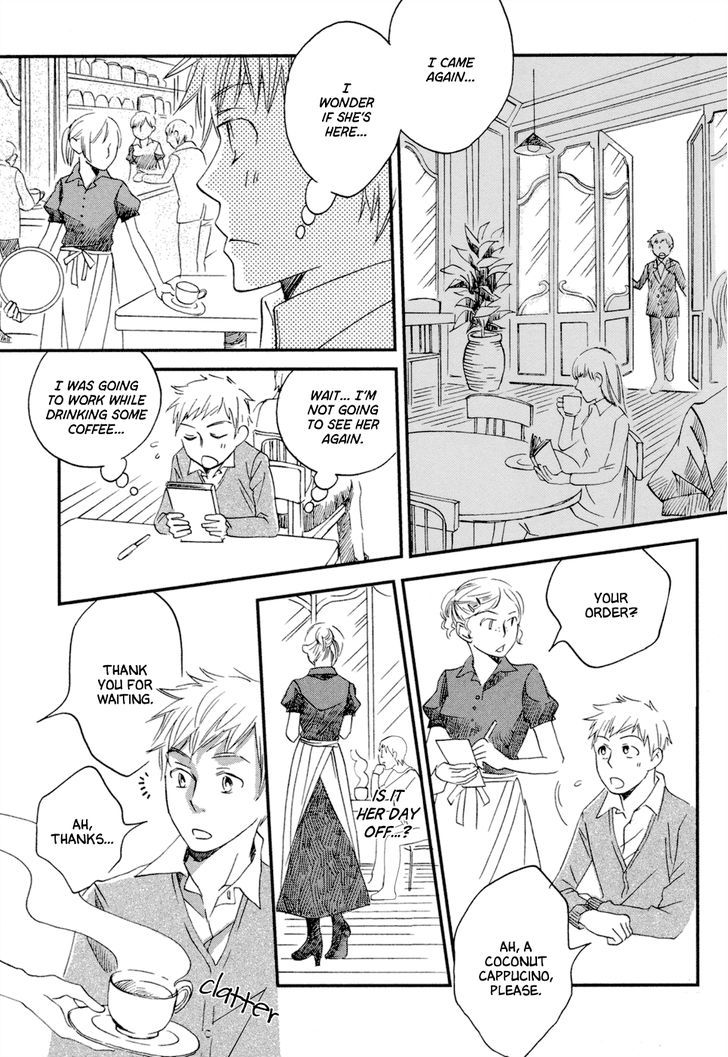 I CAME
AGAIN...
I
WONDER
IF SHE'S
HERE...
WAIT... I'M
NOT GOING
TO SEE HER
AGAIN.
I WAS GOING
TO WORK WHILE
DRINKING SOME
COFFEE...
YOUR
ORDER?
AH, A
COCONUT
CAPPUCINO,
PLEASE.
IS IT
HER DAY
OFF...?
THANK
YOU FOR
WAITING.
AH,
THANKS...
clatter